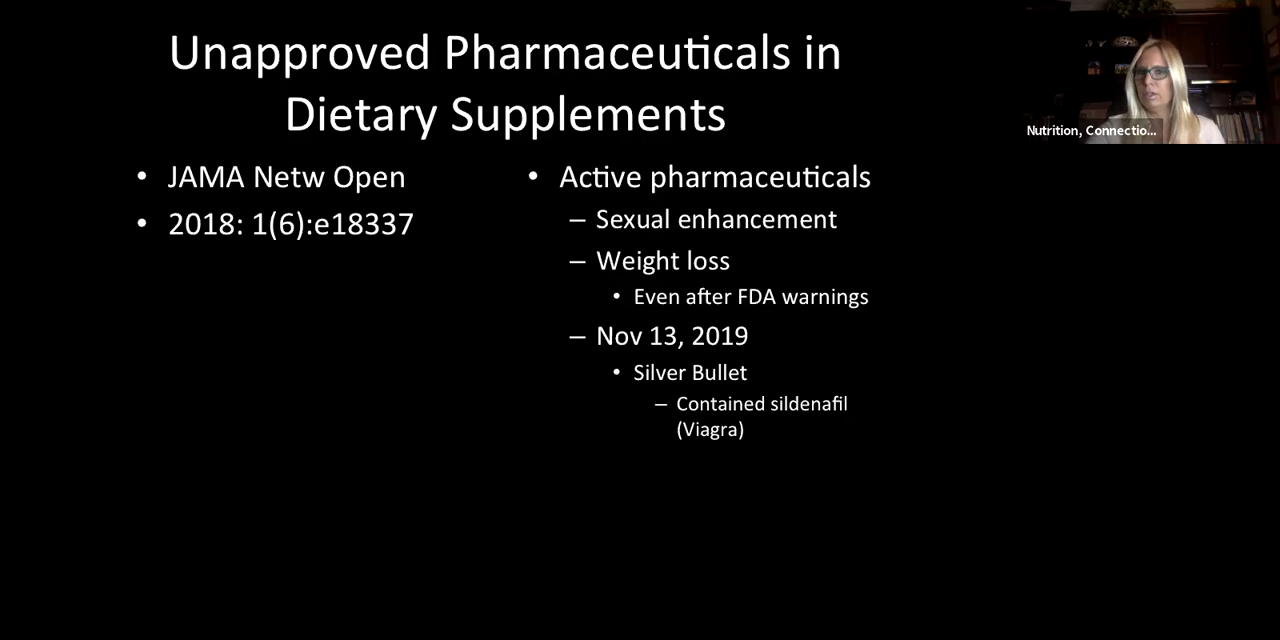 Unapproved Pharmaceuticals in
Dietary Supplements
• JAMA Netw Open
• 2018: 1(6):e18337
• Active pharmaceuticals
– Sexual enhancement
– Weight loss
• Even after FDA warnings
– Nov 13, 2019
• Silver Bullet
– Contained sildenafil
(Viagra)
Nutrition, Connectio...